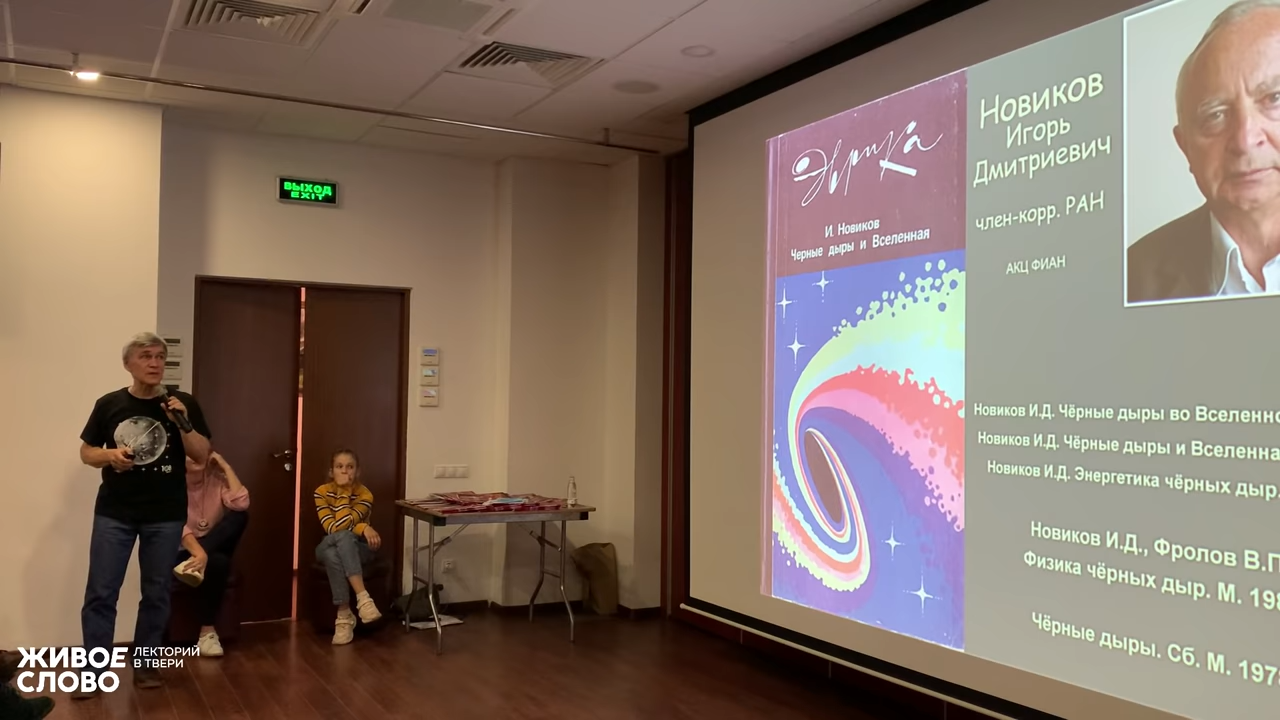 ВЫХОД
EXIT
Эврика
И. Новиков
Черные дыры и Вселенная
Новиков
Игорь
Дмитриевич
член-корр. РАН
АКЦ ФИАН
Новиков И.Д. Чёрные дыры во Вселенно
Новиков И.Д. Чёрные дыры и Вселенна
Новиков И.Д. Энергетика чёрных дыр.
Новиков И.Д., Фролов В.П
Физика чёрных дыр. М. 198
Чёрные дыры. Сб. М. 197
ЖИВОЕ
СЛОВО
ЛЕКТОРИЙ
В ТВЕРИ